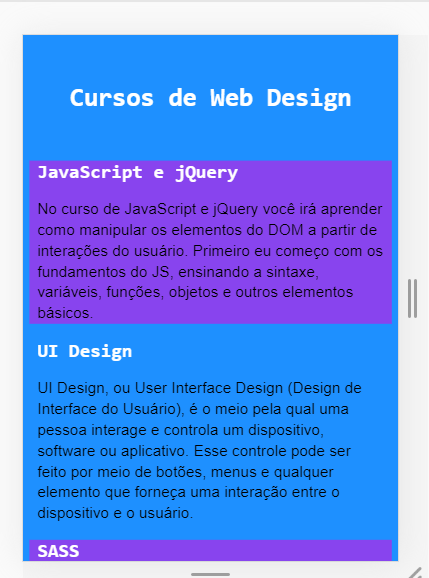 Cursos de Web Design
JavaScript e jQuery
No curso de JavaScript e jQuery você irá aprender
como manipular os elementos do DOM a partir de
interações do usuário. Primeiro eu começo com os
fundamentos do JS, ensinando a sintaxe,
variáveis, funções, objetos e outros elementos
básicos.
UI Design
UI Design, ou User Interface Design (Design de
Interface do Usuário), é o meio pela qual uma
pessoa interage e controla um dispositivo,
software ou aplicativo. Esse controle pode ser
feito por meio de botões, menus e qualquer
elemento que forneça uma interação entre o
dispositivo e o usuário.
SASS